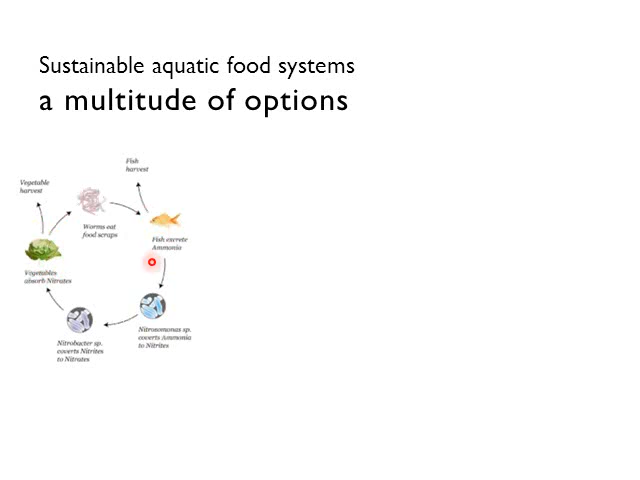 Sustainable aquatic food systems
a multitude of options
Fish
harvest
Vegetable
harvest
Worms eat
food scraps
Fish excrete
Ammonia
Vegetables
absorb Nitrates
Nitrosomonas sp.
coverts Ammonia
to Nitrites
Nitrobacter sp.
coverts Nitrites
to Nitrates